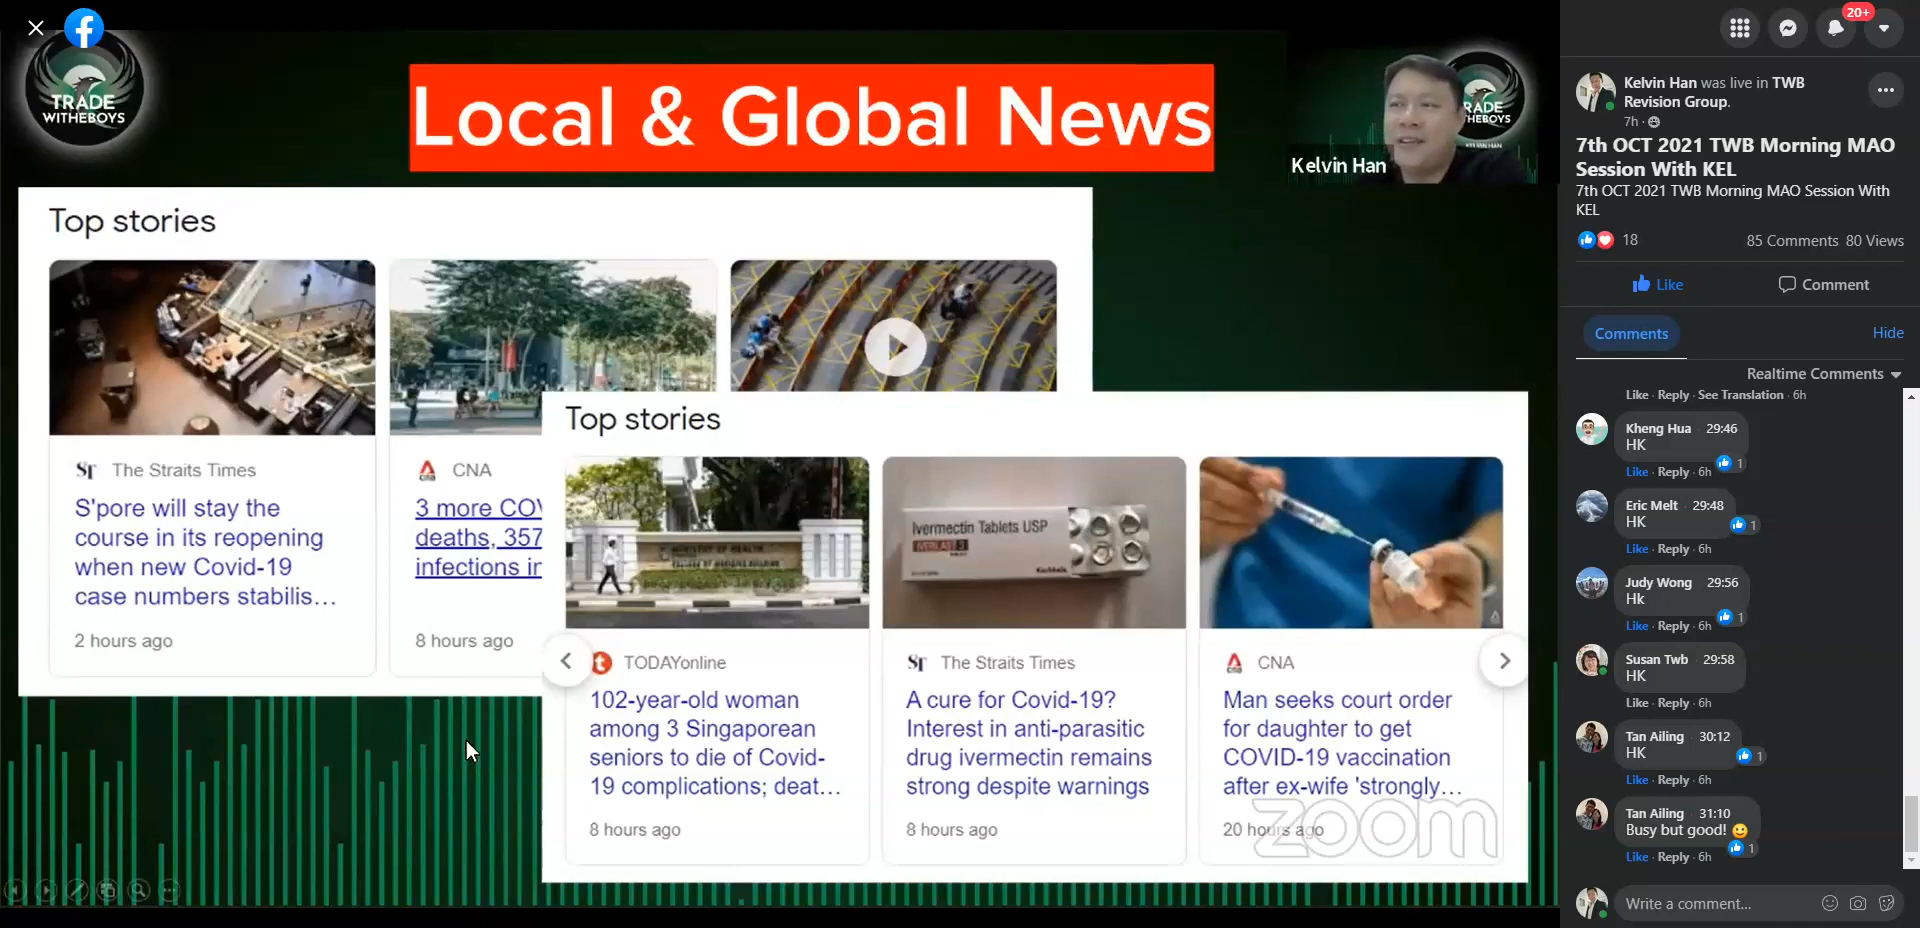 TRADE
WITHEBOYS
Local & Global News
RADE
HEBOYS
Kelvin Han
Top stories
The Straits Times
S'pore will stay the
course in its reopening
when new Covid-19
case numbers stabilis...
2 hours ago
CNA
3 more COV
deaths, 357
infections in
8 hours ago
Top stories
Ivermectin Tablets USP
TODAYonline
102-year-old woman
among 3 Singaporean
seniors to die of Covid-
19 complications; deat...
8 hours ago
The Straits Times
A cure for Covid-19?
Interest in anti-parasitic
drug ivermectin remains
strong despite warnings
8 hours ago
CNA
Man seeks court order
for daughter to get
COVID-19 vaccination
after ex-wife 'strongly...
20 hours ago
zoom
20+
Kelvin Han was live in TWB
Revision Group.
7h ·
7th OCT 2021 TWB Morning MAO
Session With KEL
7th OCT 2021 TWB Morning MAO Session With
KEL
18 85 Comments 80 Views
Like Comment
Comments Hide
Realtime Comments
Like · Reply · See Translation · 6h
Kheng Hua 29:46
HK
1
Like · Reply · 6h
Eric Melt · 29:48
HK
1
Like · Reply · 6h
Judy Wong · 29:56
Hk
1
Like · Reply · 6h
Susan Twb · 29:58
HK
Like · Reply · 6h
Tan Ailing · 30:12
HK
1
Like · Reply · 6h
Tan Ailing · 31:10
Busy but good! 🙂
1
Like · Reply · 6h
Write a comment...